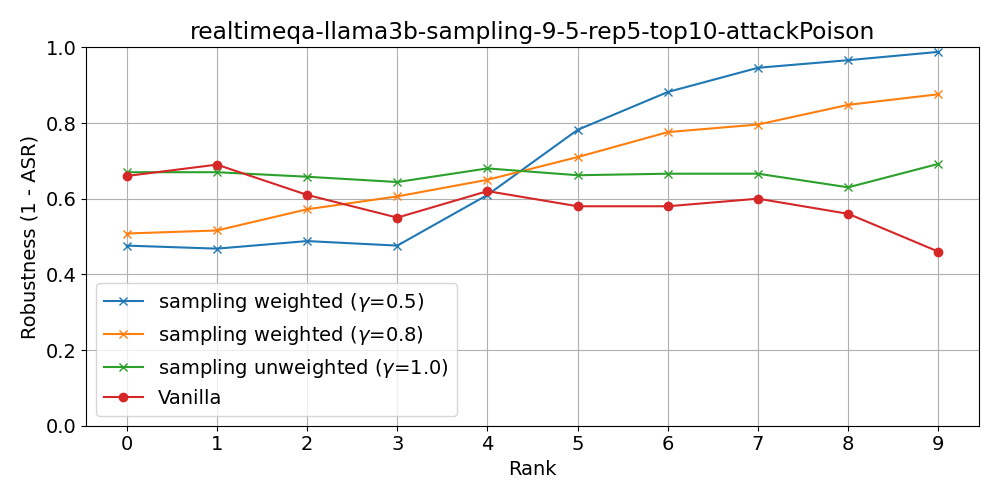 realtimeqa-llama3b-sampling-9-5-rep5-top10-attackPoison
Robustness (1 - ASR)
1.0
0.8
0.6
0.4
0.2
0.0
sampling weighted (γ=0.5)
sampling weighted (γ=0.8)
sampling unweighted (γ=1.0)
Vanilla
0 1 2 3 4 5 6 7 8 9
Rank